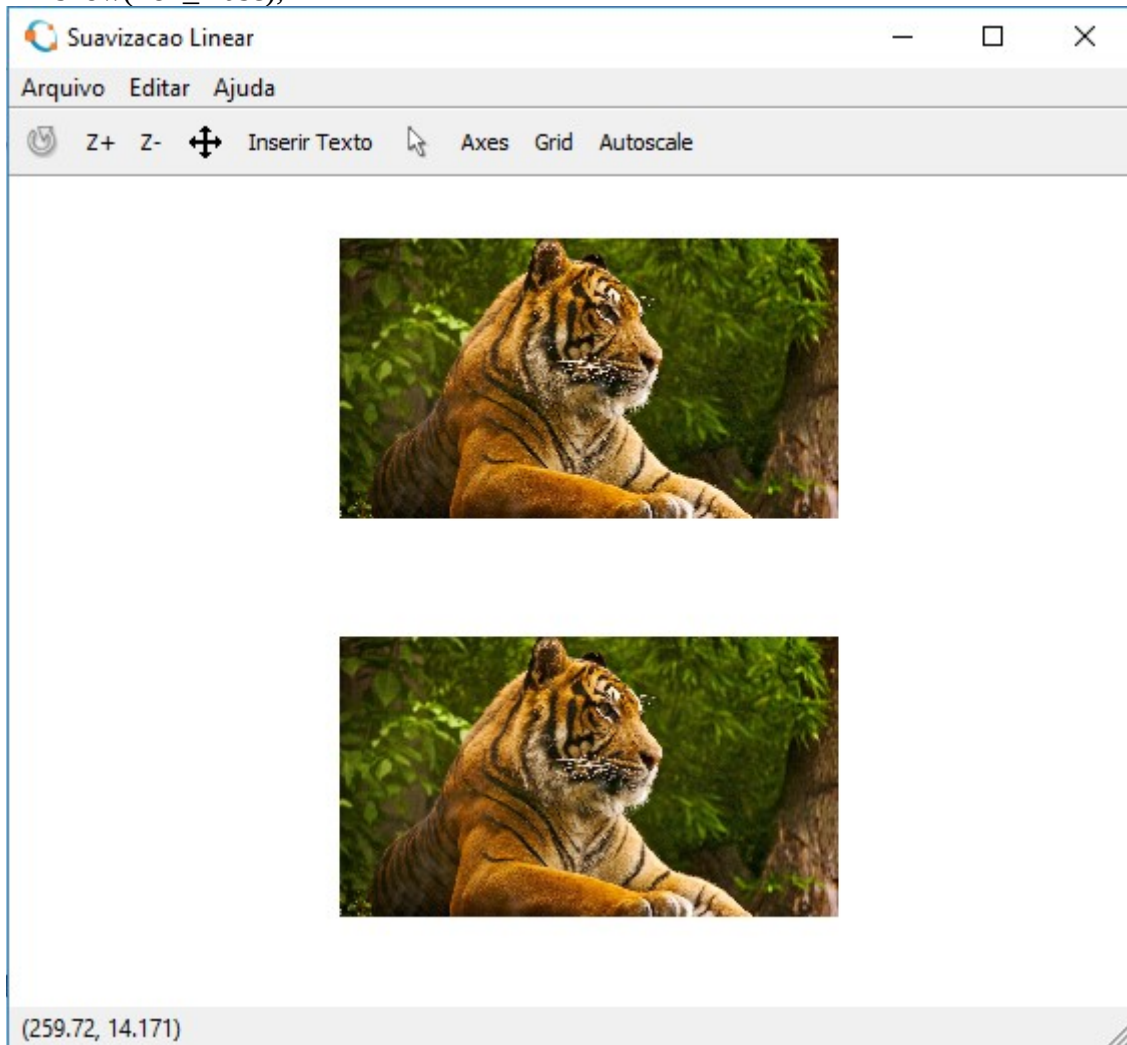 Suavizacao Linear
Arquivo Editar Ajuda
Z+ Z- Inserir Texto Axes Grid Autoscale
(259.72, 14.171)